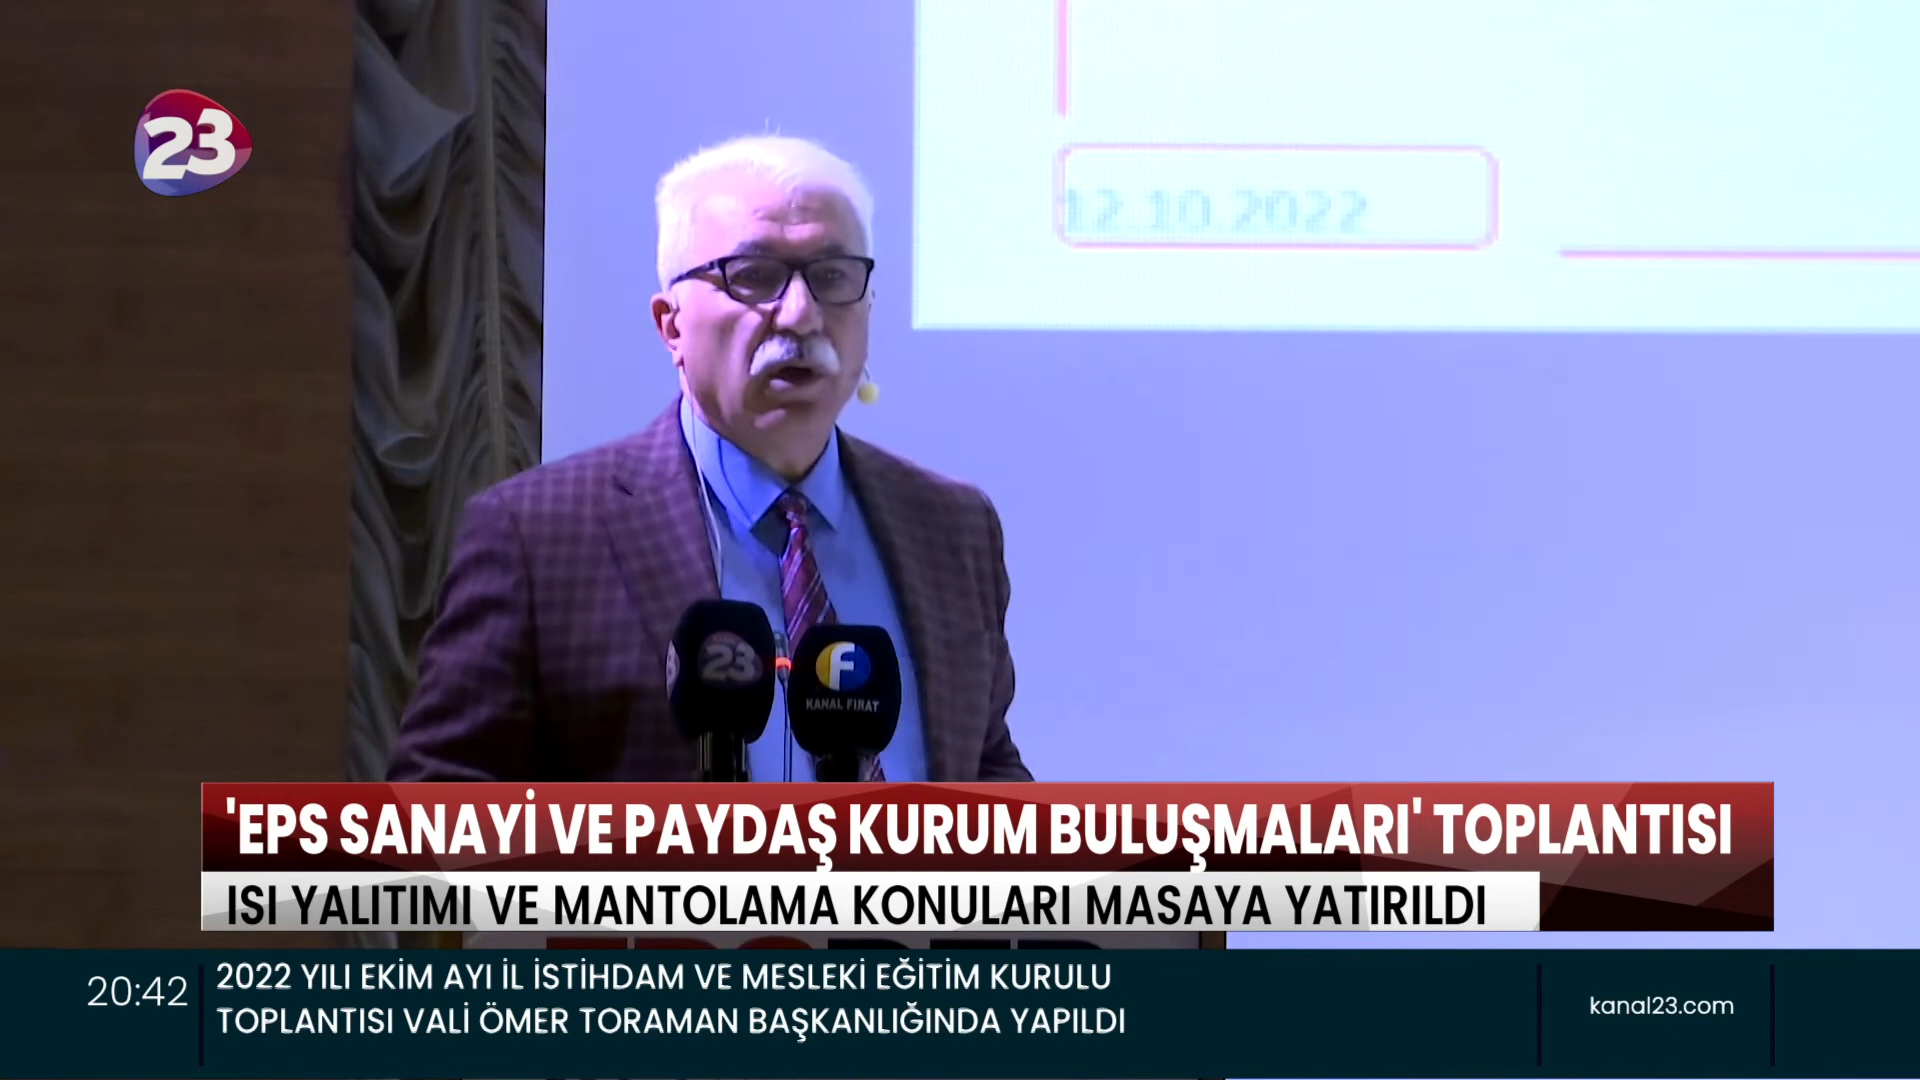 23
12.10.2022
23
F
KANAL FIRAT
'EPS SANAYİ VE PAYDAŞ KURUM BULUŞMALARI' TOPLANTISI
ISI YALITIMI VE MANTOLAMA KONULARI MASAYA YATIRILDI
20:42
2022 YILI EKİM AYI İL İSTİHDAM VE MESLEKİ EĞİTİM KURULU
TOPLANTISI VALİ ÖMER TORAMAN BAŞKANLIĞINDA YAPILDI
kanal23.com